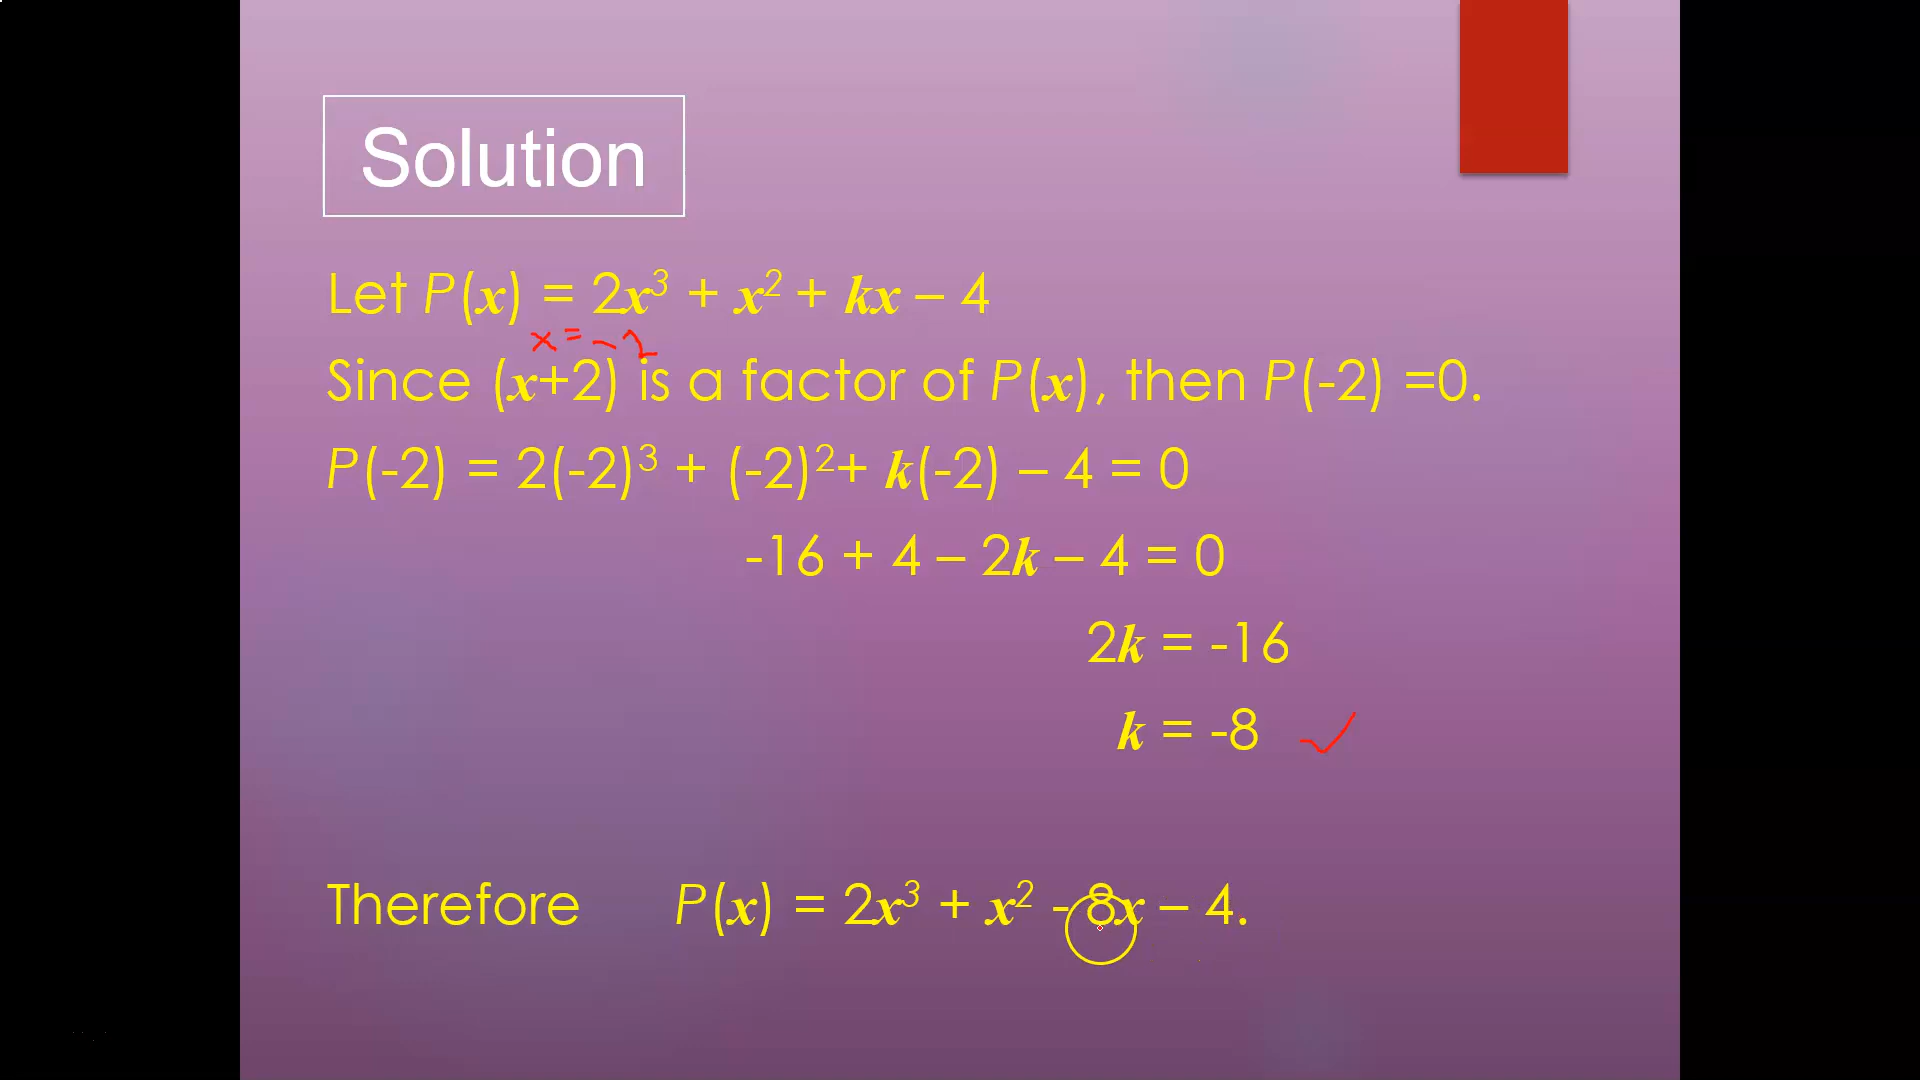 Solution
Let P(x) = 2x³ + x² + kx – 4
x = -2
Since (x+2) is a factor of P(x), then P(-2) =0.
P(-2) = 2(-2)³ + (-2)²+ k(-2) – 4 = 0
-16 + 4 – 2k – 4 = 0
2k = -16
k = -8 ✓
Therefore P(x) = 2x³ + x² - 8x – 4.